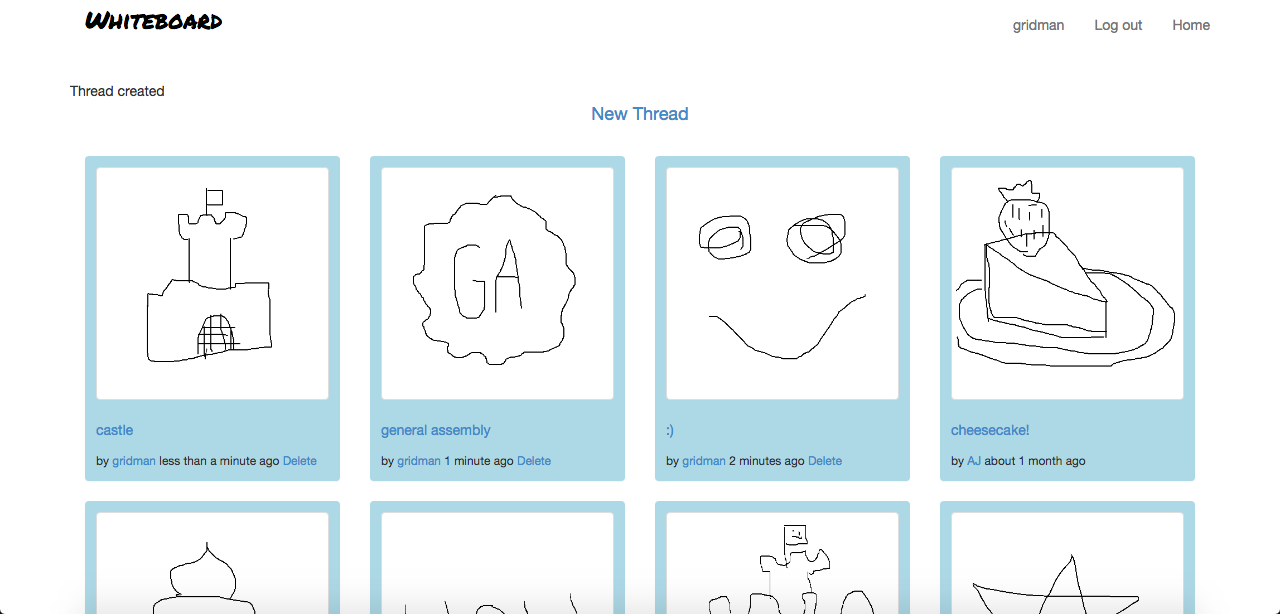 Whiteboard
gridman Log out Home
Thread created
New Thread
GA
castle
by gridman less than a minute ago Delete
general assembly
by gridman 1 minute ago Delete
:)
by gridman 2 minutes ago Delete
cheesecake!
by AJ about 1 month ago